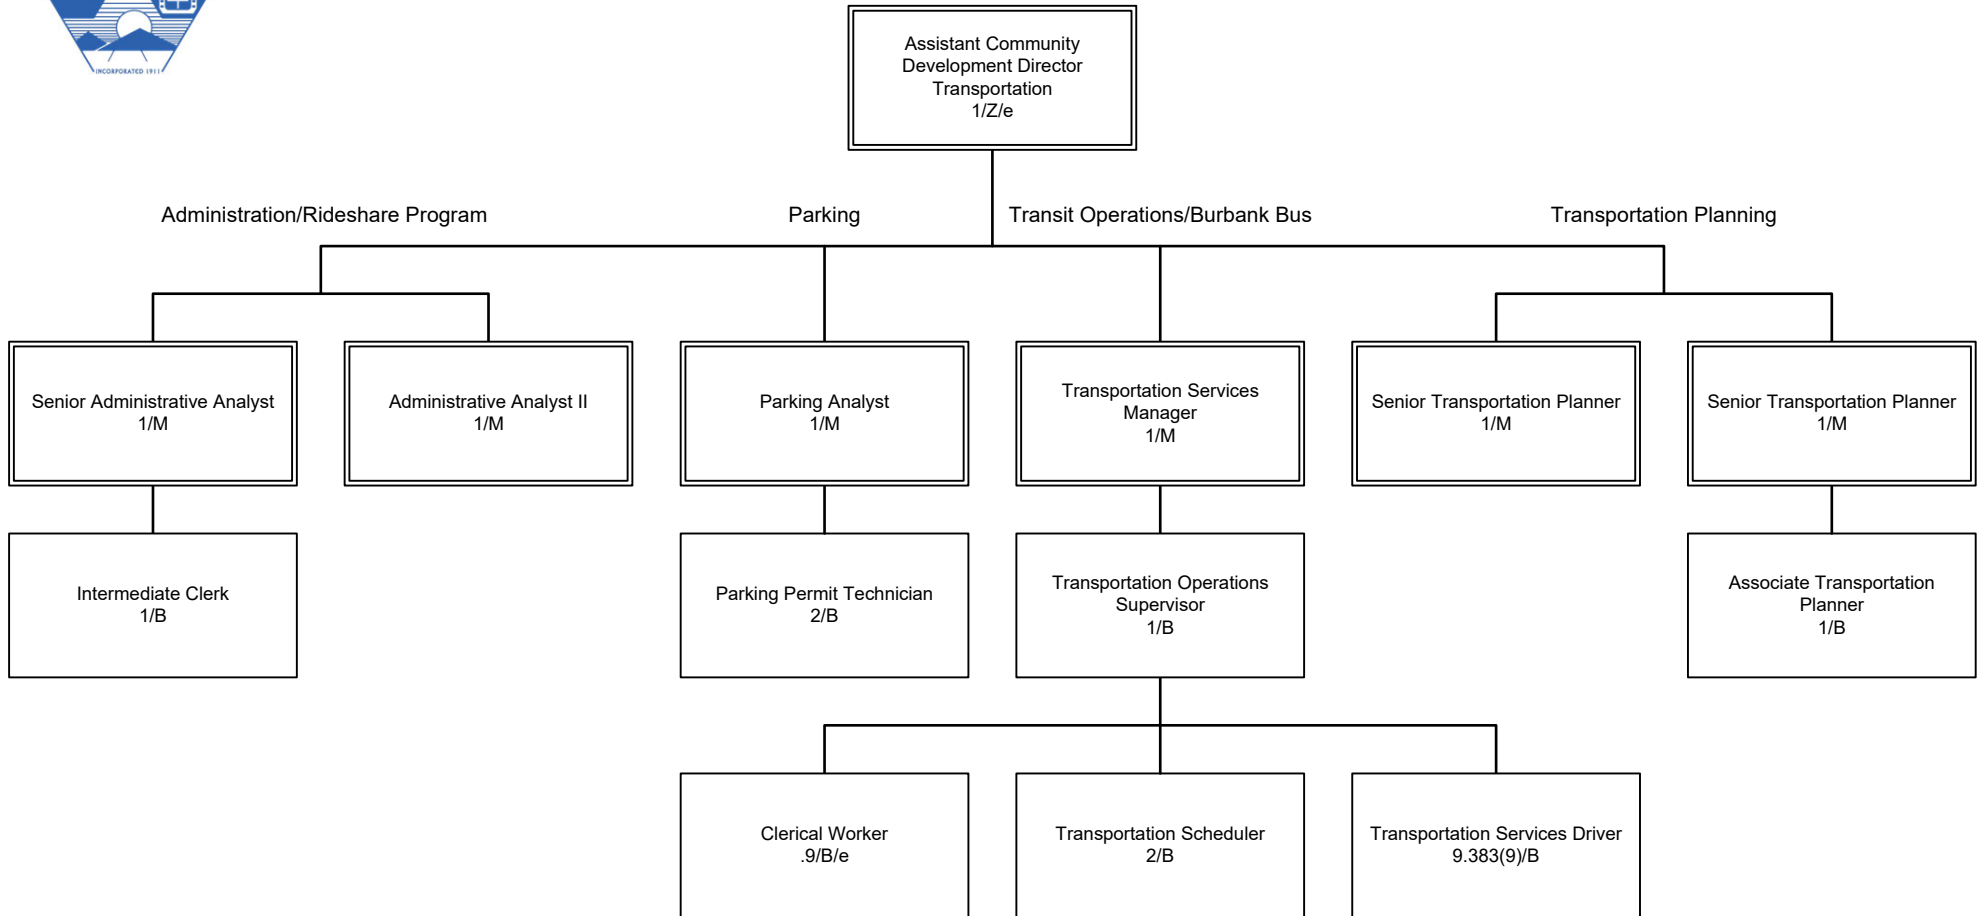 INCORPORATED 1911
Assistant Community
Development Director
Transportation
1/Z/e
Administration/Rideshare Program
Parking
Transit Operations/Burbank Bus
Transportation Planning
Senior Administrative Analyst
1/M
Administrative Analyst II
1/M
Parking Analyst
1/M
Transportation Services
Manager
1/M
Senior Transportation Planner
1/M
Senior Transportation Planner
1/M
Intermediate Clerk
1/B
Parking Permit Technician
2/B
Transportation Operations
Supervisor
1/B
Associate Transportation
Planner
1/B
Clerical Worker
.9/B/e
Transportation Scheduler
2/B
Transportation Services Driver
9.383(9)/B